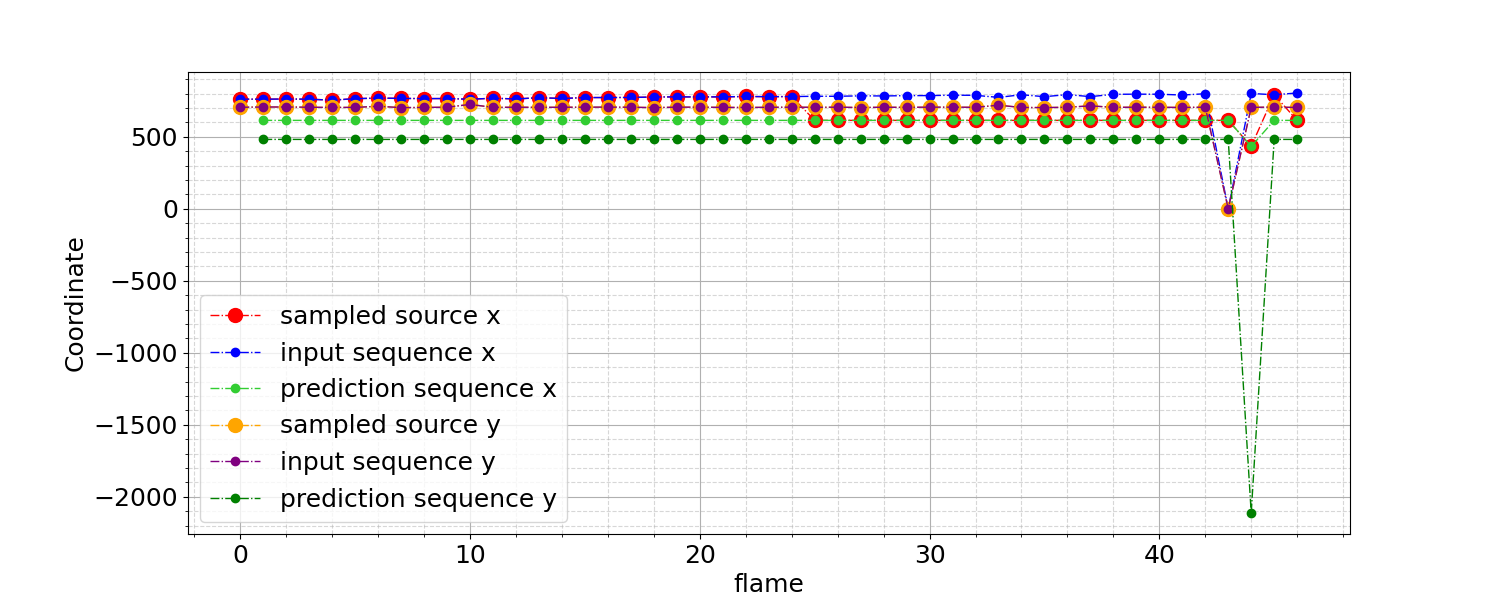 500
0
−500
−1000
−1500
−2000
Coordinate
sampled source x
input sequence x
prediction sequence x
sampled source y
input sequence y
prediction sequence y
0 10 20 30 40
flame